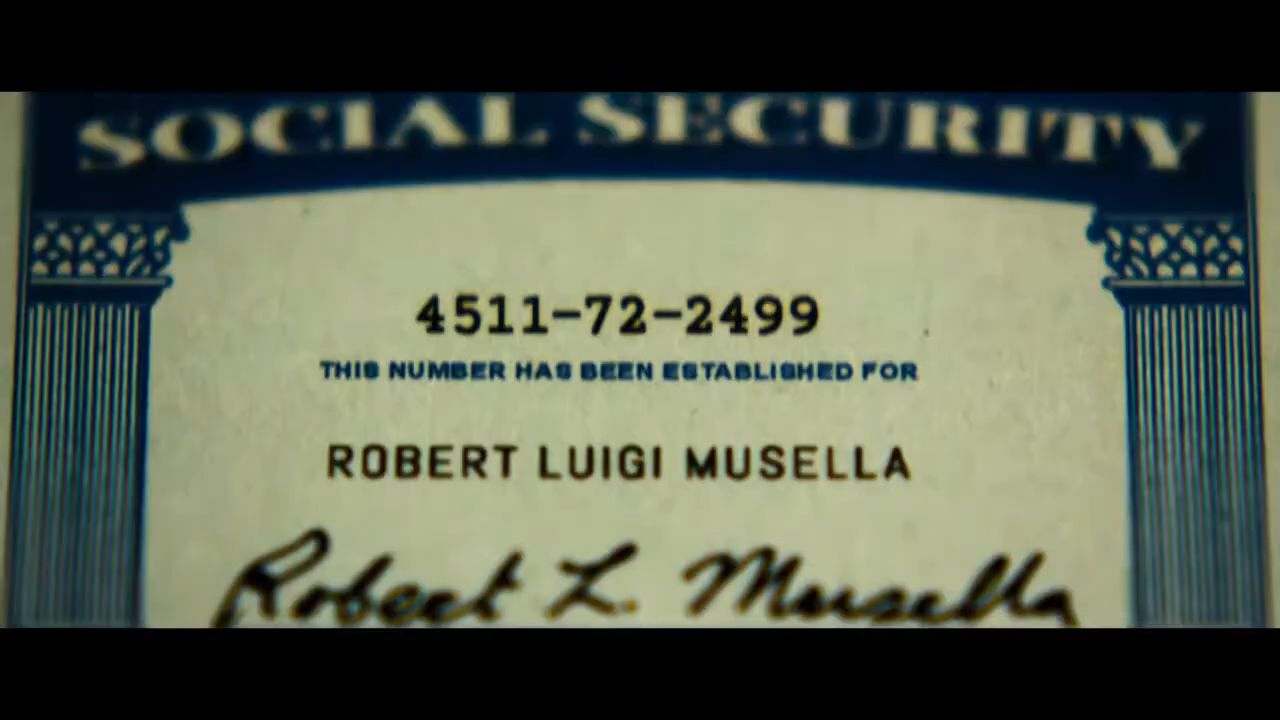 SOCIAL SECURITY
4511-72-2499
THIS NUMBER HAS BEEN ESTABLISHED FOR
ROBERT LUIGI MUSELLA
Robert L. Musella